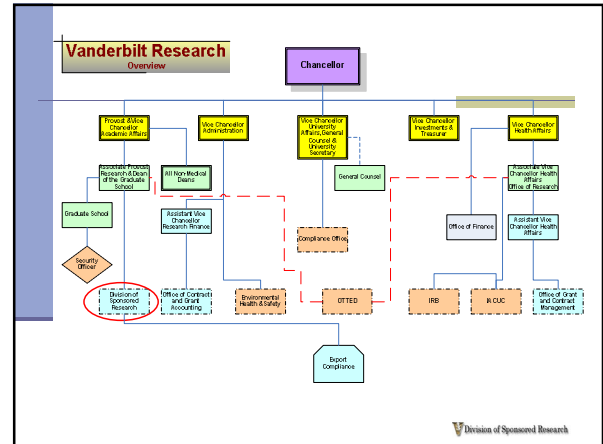 Vanderbilt Research
Overview
Chancellor
Provost & Vice
Chancellor
Academic Affairs
Vice Chancellor
Administration
Vice Chancellor
University
Affairs, General
Counsel &
University
Secretary
Vice Chancellor
Investments &
Treasurer
Vice Chancellor
Health Affairs
Associate Provost
Research & Dean
of the Graduate
School
All Non-Medical
Deans
General Counsel
Associate Vice
Chancellor Health
Affairs
Office of Research
Graduate School
Assistant Vice
Chancellor
Research Finance
Office of Finance
Assistant Vice
Chancellor Health
Affairs
Compliance Office
Security
Officer
Division of
Sponsored
Research
Office of Contract
and Grant
Accounting
Environmental
Health & Safety
OTTED
IRB
IACUC
Office of Grant
and Contract
Management
Export
Compliance
V Division of Sponsored Research